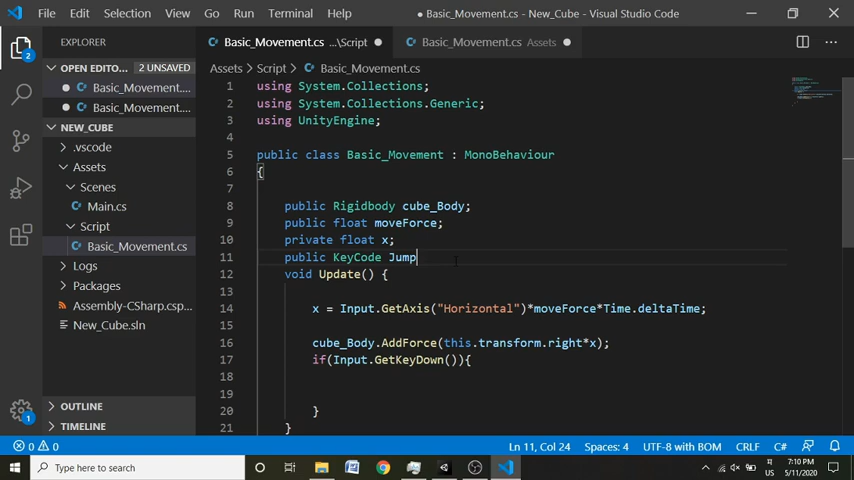 File Edit Selection View Go Run Terminal Help
● Basic_Movement.cs - New_Cube - Visual Studio Code
EXPLORER
Basic_Movement.cs ...\Script ●
Basic_Movement.cs Assets ●
OPEN EDITO... 2 UNSAVED
● Basic_Movement....
● Basic_Movement....
NEW_CUBE
.vscode
Assets
Scenes
Main.cs
Script
Basic_Movement.cs
Logs
Packages
Assembly-CSharp.csp...
New_Cube.sln
OUTLINE
TIMELINE
2
1
Assets > Script > Basic_Movement.cs
1 using System.Collections;
2 using System.Collections.Generic;
3 using UnityEngine;
4
5 public class Basic_Movement : MonoBehaviour
6 {
7
8 public Rigidbody cube_Body;
9 public float moveForce;
10 private float x;
11 public KeyCode Jump
12 void Update() {
13
14 x = Input.GetAxis("Horizontal")*moveForce*Time.deltaTime;
15
16 cube_Body.AddForce(this.transform.right*x);
17 if(Input.GetKeyDown()){
18
19
20 }
21 }
0 0 Ln 11, Col 24 Spaces: 4 UTF-8 with BOM CRLF C#
Type here to search
7:10 PM
5/11/2020